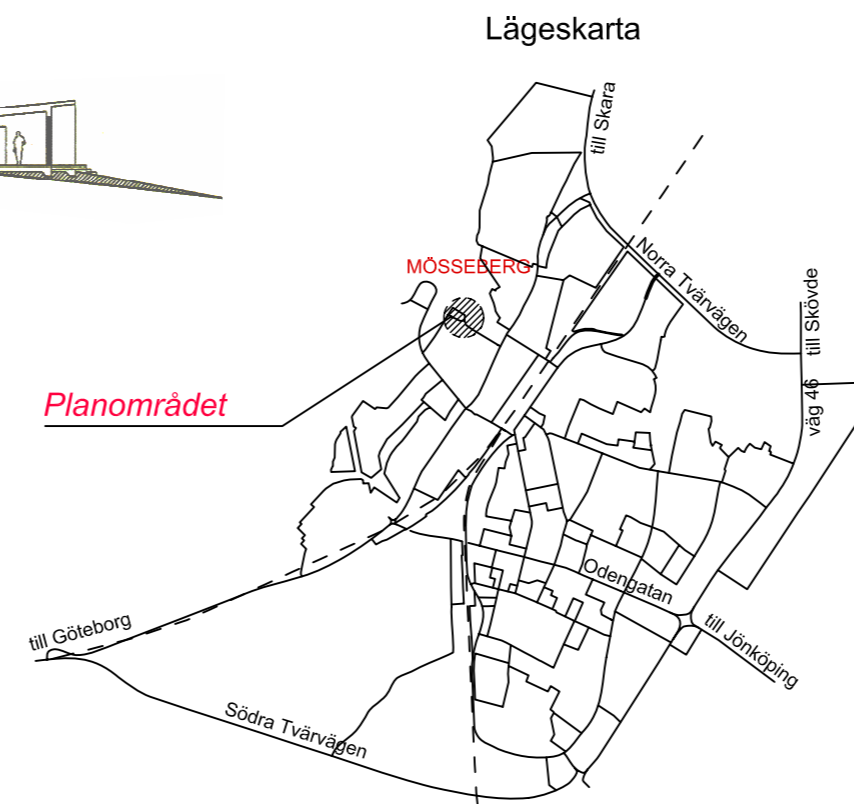 Lägeskarta
till Skara
MÖSSEBERG
Norra Tvärvägen
till Skövde
väg 46
Planområdet
Odengatan
till Göteborg
till Jönköping
Södra Tvärvägen